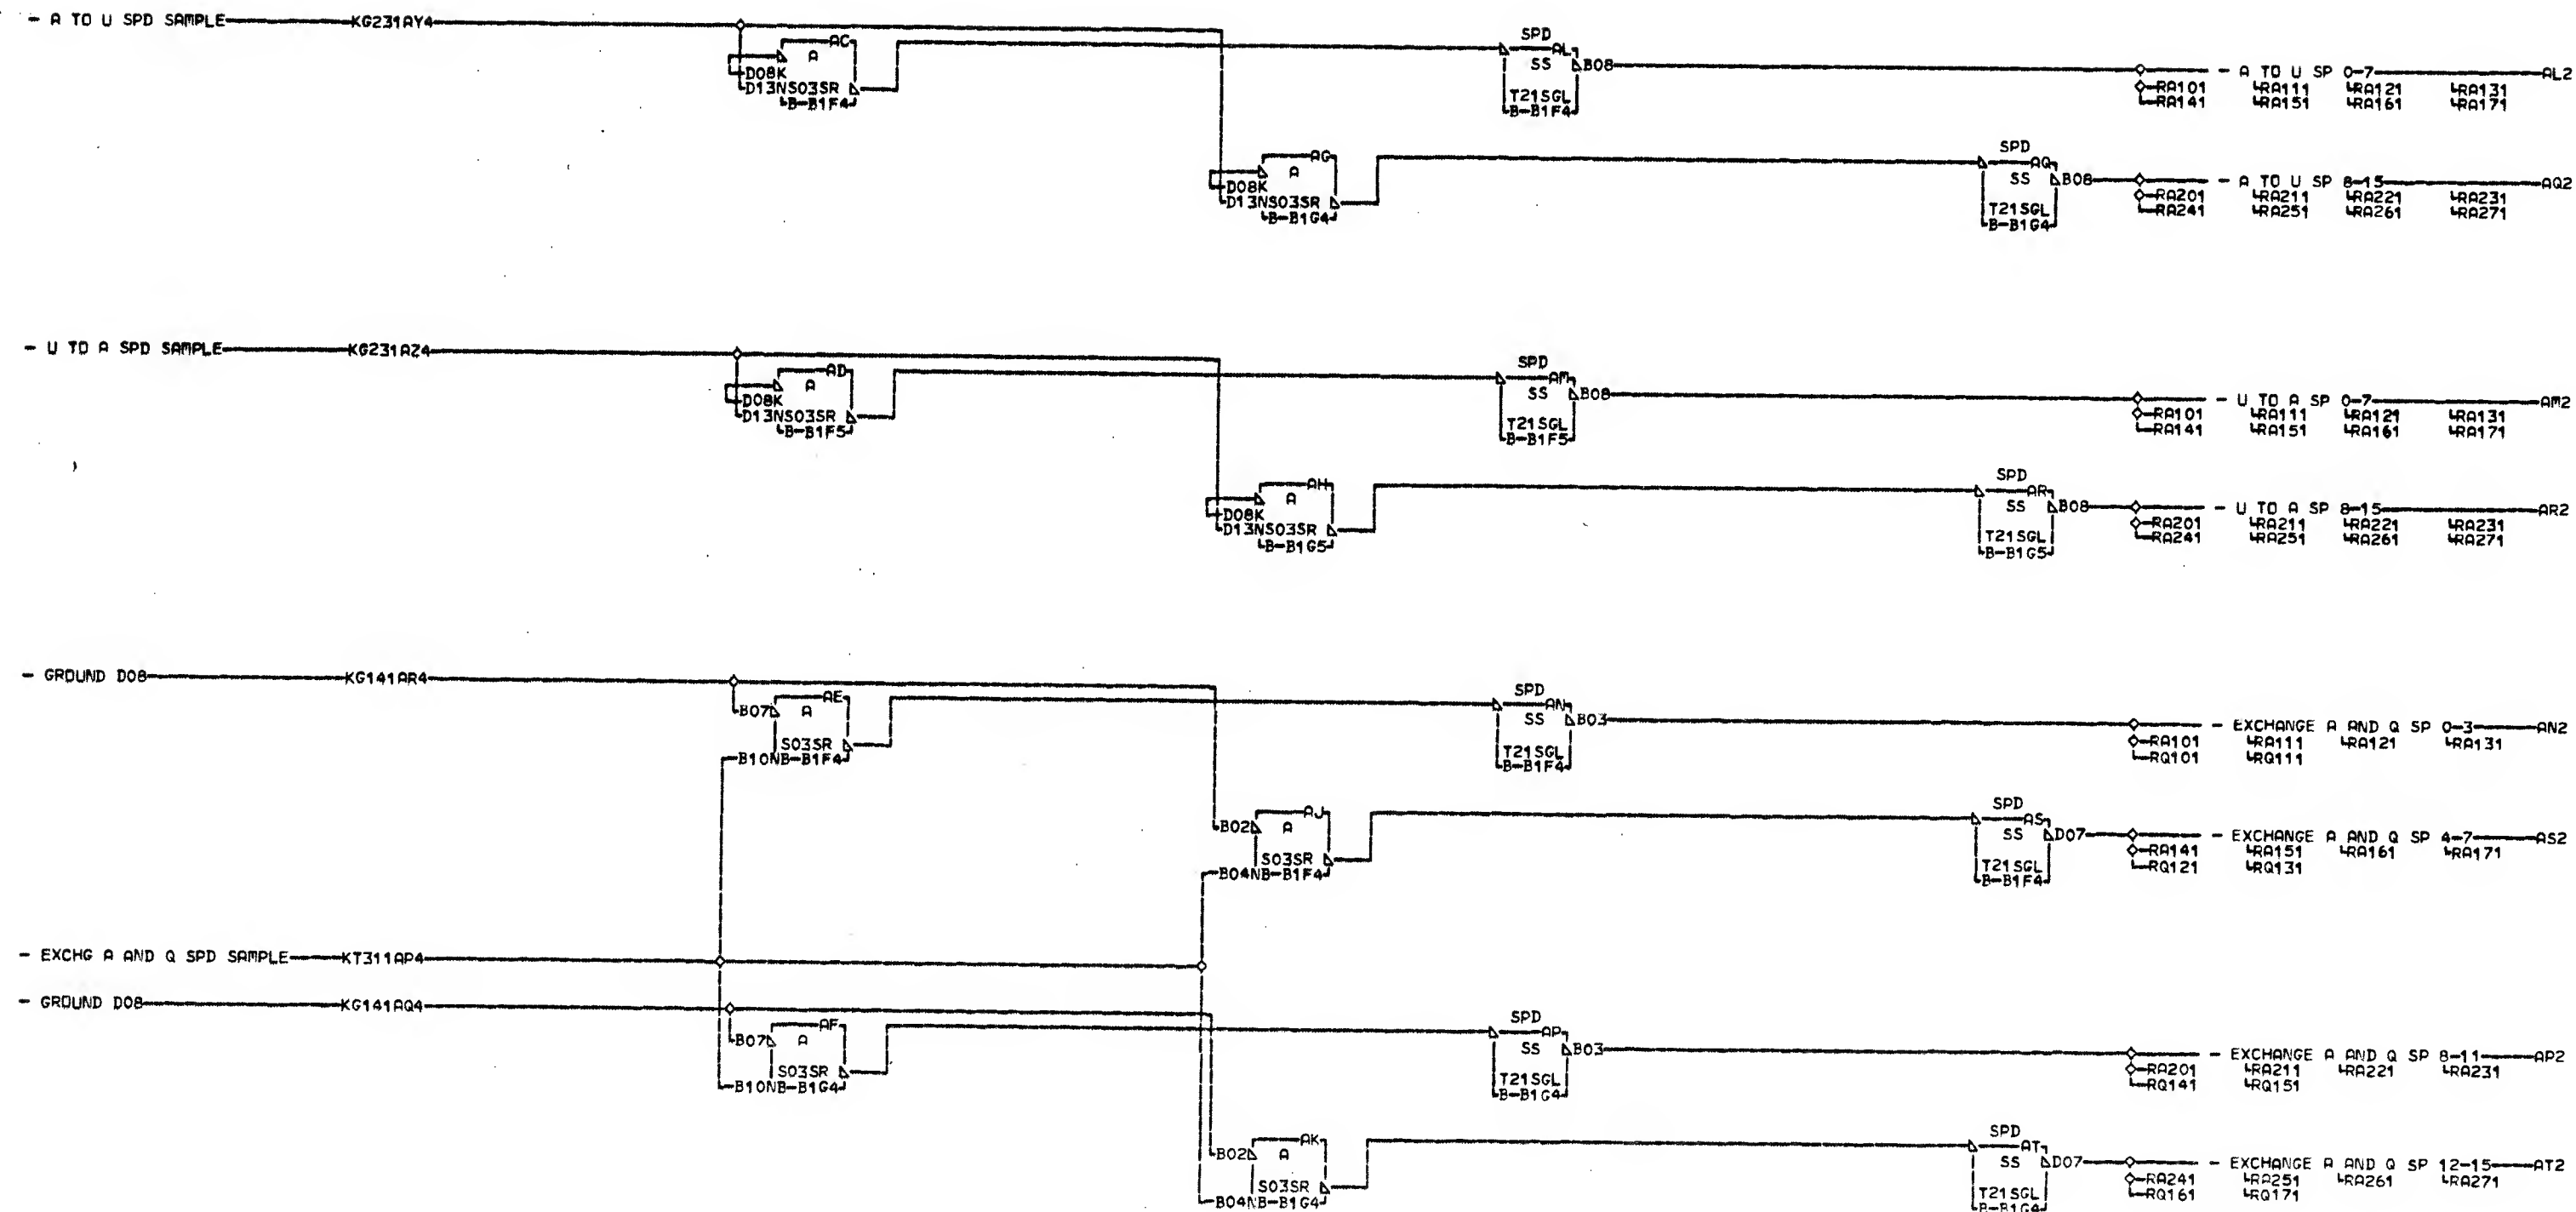 - A TO U SPD SAMPLE KG231AY4
AC
A
D08K
D13NS03SR
B-B1F4
SPD
AL
SS B08
T21SGL
B-B1F4
- A TO U SP 0-7 AL2
RA101 RA111 RA121 RA131
RA141 RA151 RA161 RA171
AG
A
D08K
D13NS03SR
B-B1G4
SPD
AQ
SS B08
T21SGL
B-B1G4
- A TO U SP 8-15 AQ2
RA201 RA211 RA221 RA231
RA241 RA251 RA261 RA271
- U TO A SPD SAMPLE KG231AZ4
AD
A
D08K
D13NS03SR
B-B1F5
SPD
AM
SS B08
T21SGL
B-B1F5
- U TO A SP 0-7 AM2
RA101 RA111 RA121 RA131
RA141 RA151 RA161 RA171
AH
A
D08K
D13NS03SR
B-B1G5
SPD
AR
SS B08
T21SGL
B-B1G5
- U TO A SP 8-15 AR2
RA201 RA211 RA221 RA231
RA241 RA251 RA261 RA271
- GROUND D08 KG141AR4
AE
B07 A
S03SR
B10NB-B1F4
SPD
AN
SS B03
T21SGL
B-B1F4
- EXCHANGE A AND Q SP 0-3 AN2
RA101 RA111 RA121 RA131
RQ101 RQ111
AJ
B02 A
S03SR
B04NB-B1F4
SPD
AS
SS D07
T21SGL
B-B1F4
- EXCHANGE A AND Q SP 4-7 AS2
RA141 RA151 RA161 RA171
RQ121 RQ131
- EXCHG A AND Q SPD SAMPLE KT311AP4
- GROUND D08 KG141AQ4
AF
B07 A
S03SR
B10NB-B1G4
SPD
AP
SS B03
T21SGL
B-B1G4
- EXCHANGE A AND Q SP 8-11 AP2
RA201 RA211 RA221 RA231
RQ141 RQ151
AK
B02 A
S03SR
B04NB-B1G4
SPD
AT
SS D07
T21SGL
B-B1G4
- EXCHANGE A AND Q SP 12-15 AT2
RA241 RA251 RA261 RA271
RQ161 RQ171